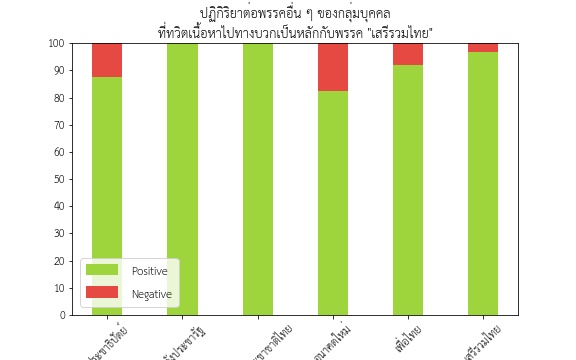 ปฏิกิริยาต่อพรรคอื่น ๆ ของกลุ่มบุคคล
ที่ทวิตเนื้อหาไปทางบวกเป็นหลักกับพรรค "เสรีรวมไทย"
100
90
80
70
60
50
40
30
20
10
0
Positive
Negative
เพื่อไทย
เสรีรวมไทย